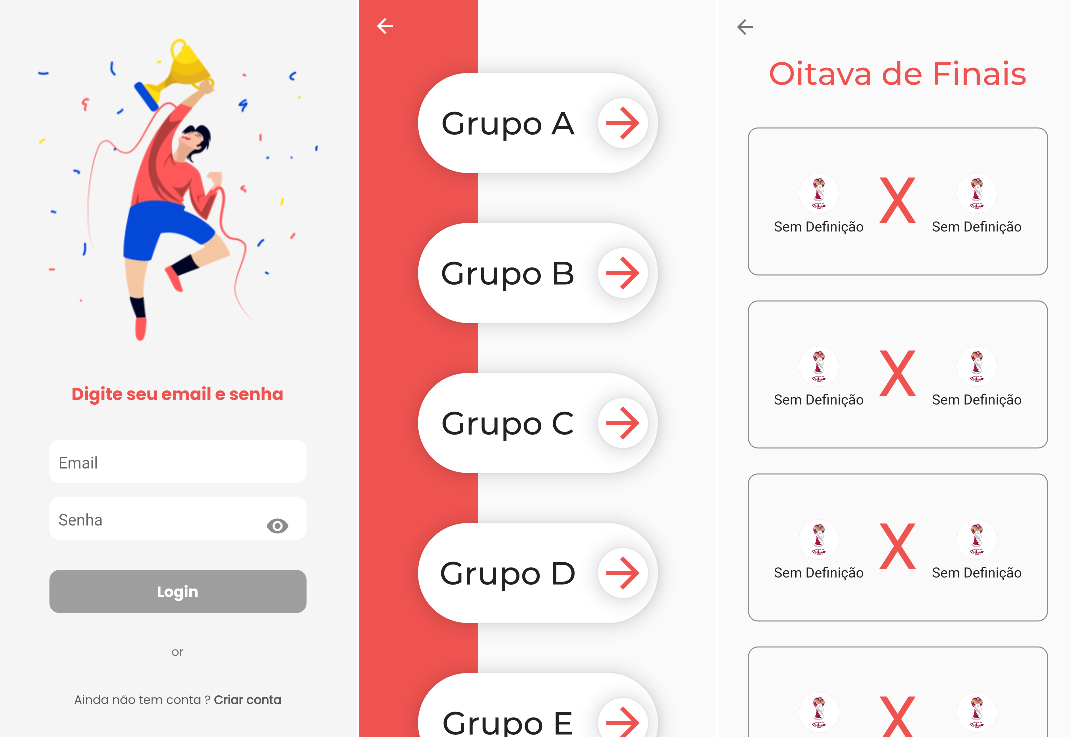 Digite seu email e senha
Email
Senha
Login
or
Ainda não tem conta ? Criar conta
Grupo A
Grupo B
Grupo C
Grupo D
Grupo E
Oitava de Finais
X
Sem Definição Sem Definição
X
Sem Definição Sem Definição
X
Sem Definição Sem Definição
X